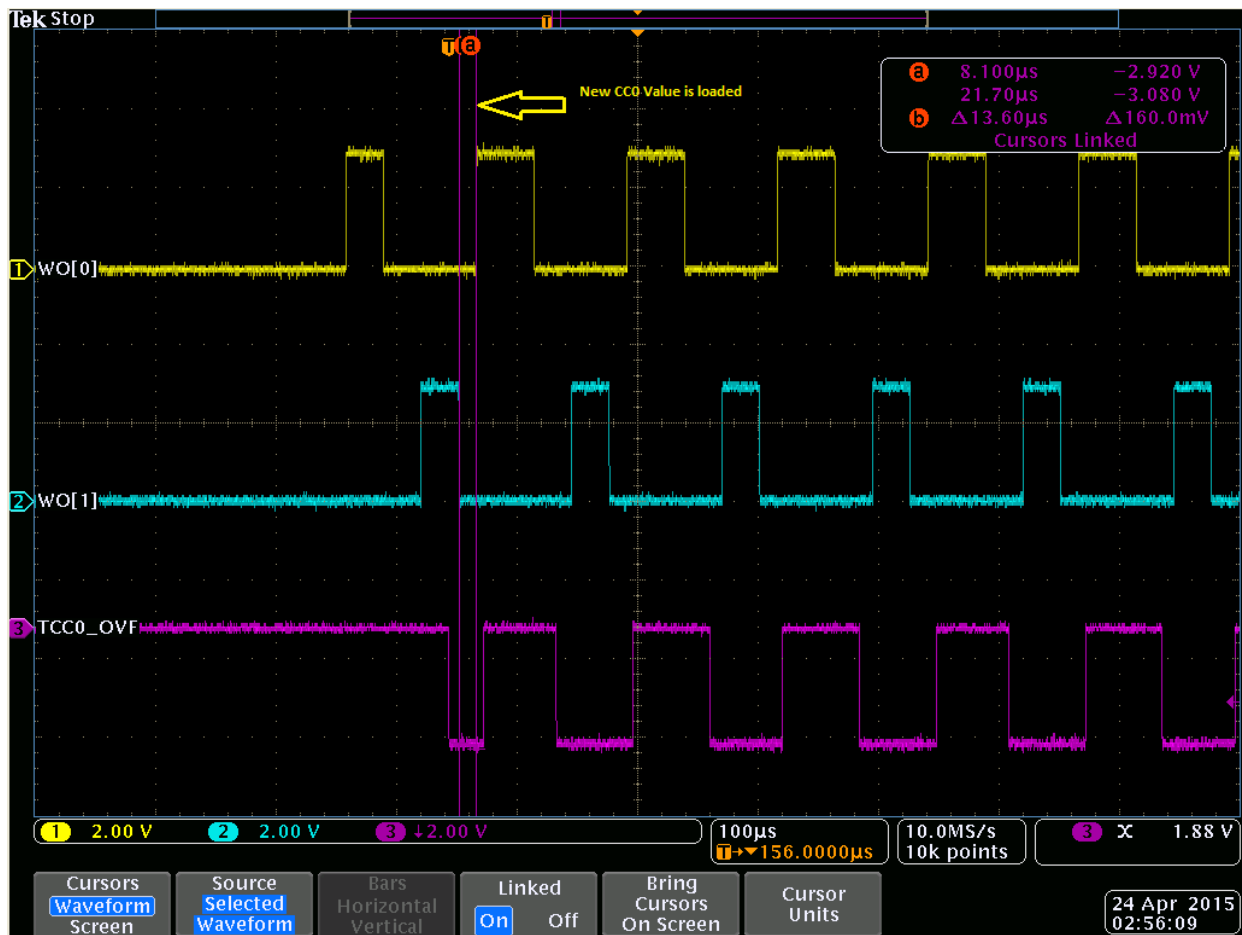 Tek Stop
T
T a
New CC0 Value is loaded
a 8.100µs −2.920 V
21.70µs −3.080 V
b Δ13.60µs Δ160.0mV
Cursors Linked
1 WO[0]
2 WO[1]
3 TCC0_OVF
1 2.00 V 2 2.00 V 3 ↓2.00 V
100µs
T→▼156.0000µs
10.0MS/s
10k points
3 X 1.88 V
Cursors
Waveform
Screen
Source
Selected
Waveform
Bars
Horizontal
Vertical
Linked
On Off
Bring
Cursors
On Screen
Cursor
Units
24 Apr 2015
02:56:09